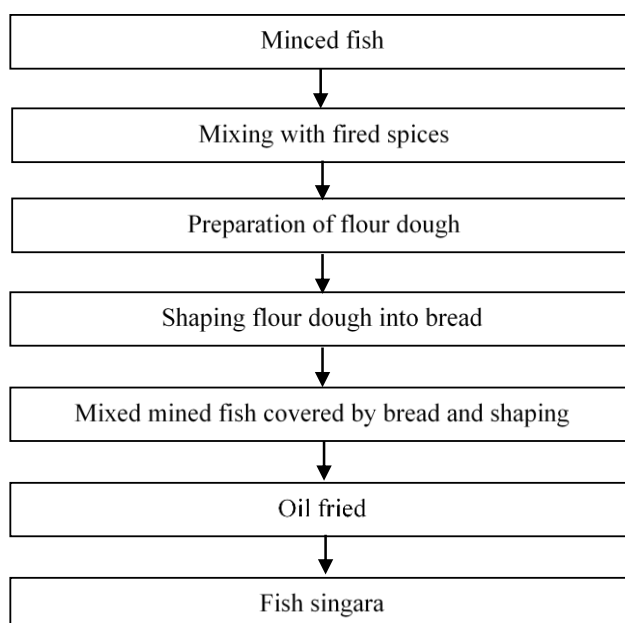 Minced fish
Mixing with fired spices
Preparation of flour dough
Shaping flour dough into bread
Mixed mined fish covered by bread and shaping
Oil fried
Fish singara